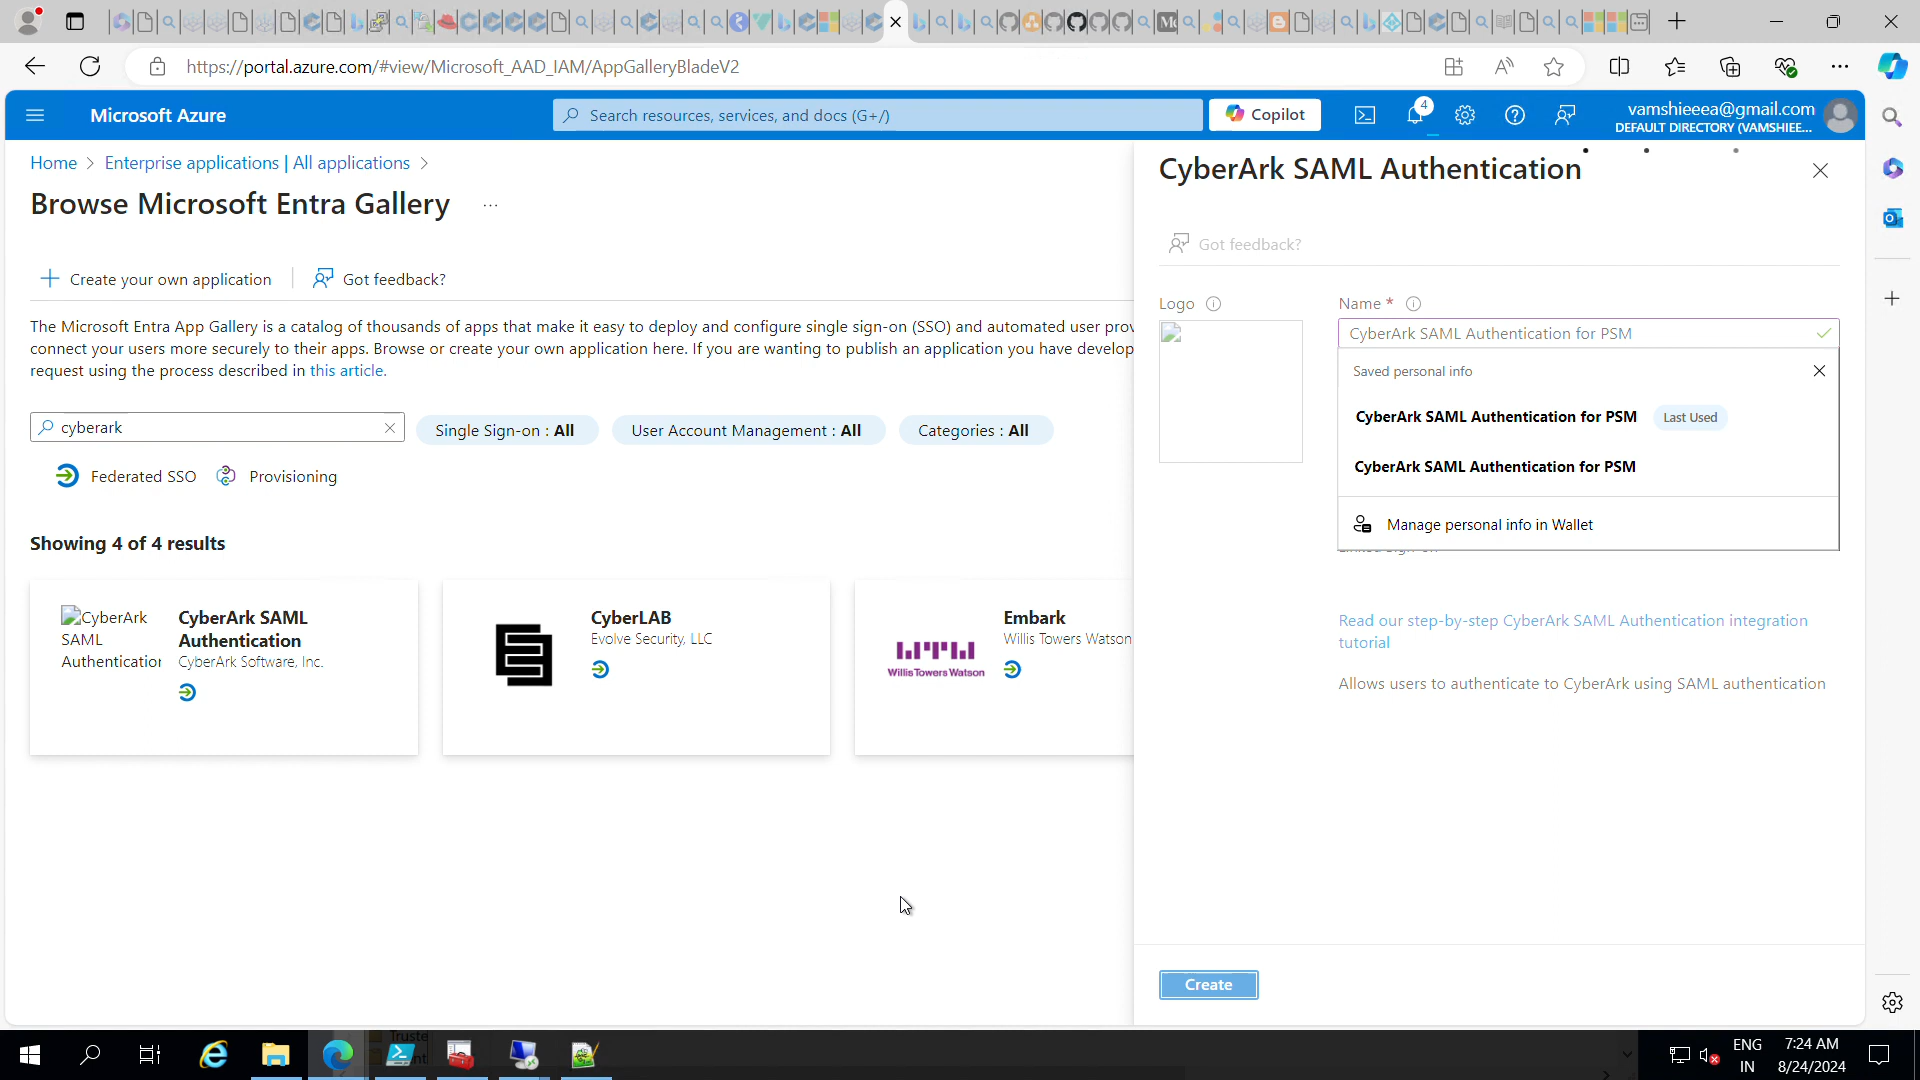 https://portal.azure.com/#view/Microsoft_AAD_IAM/AppGalleryBladeV2
Microsoft Azure
Search resources, services, and docs (G+/)
Copilot
4
vamshieeea@gmail.com
DEFAULT DIRECTORY (VAMSHIEE...
Home
Enterprise applications | All applications
Browse Microsoft Entra Gallery
...
Create your own application
Got feedback?
The Microsoft Entra App Gallery is a catalog of thousands of apps that make it easy to deploy and configure single sign-on (SSO) and automated user prov
connect your users more securely to their apps. Browse or create your own application here. If you are wanting to publish an application you have develop
request using the process described in this article.
cyberark
Single Sign-on : All
User Account Management : All
Categories : All
Federated SSO
Provisioning
Showing 4 of 4 results
CyberArk
SAML
Authentication
CyberArk SAML
Authentication
CyberArk Software, Inc.
CyberLAB
Evolve Security, LLC
WillisTowersWatson
Embark
Willis Towers Watson
CyberArk SAML Authentication
Got feedback?
Logo
Name *
CyberArk SAML Authentication for PSM
Saved personal info
CyberArk SAML Authentication for PSM
Last Used
CyberArk SAML Authentication for PSM
Manage personal info in Wallet
Read our step-by-step CyberArk SAML Authentication integration
tutorial
Allows users to authenticate to CyberArk using SAML authentication
Create
ENG
IN
7:24 AM
8/24/2024